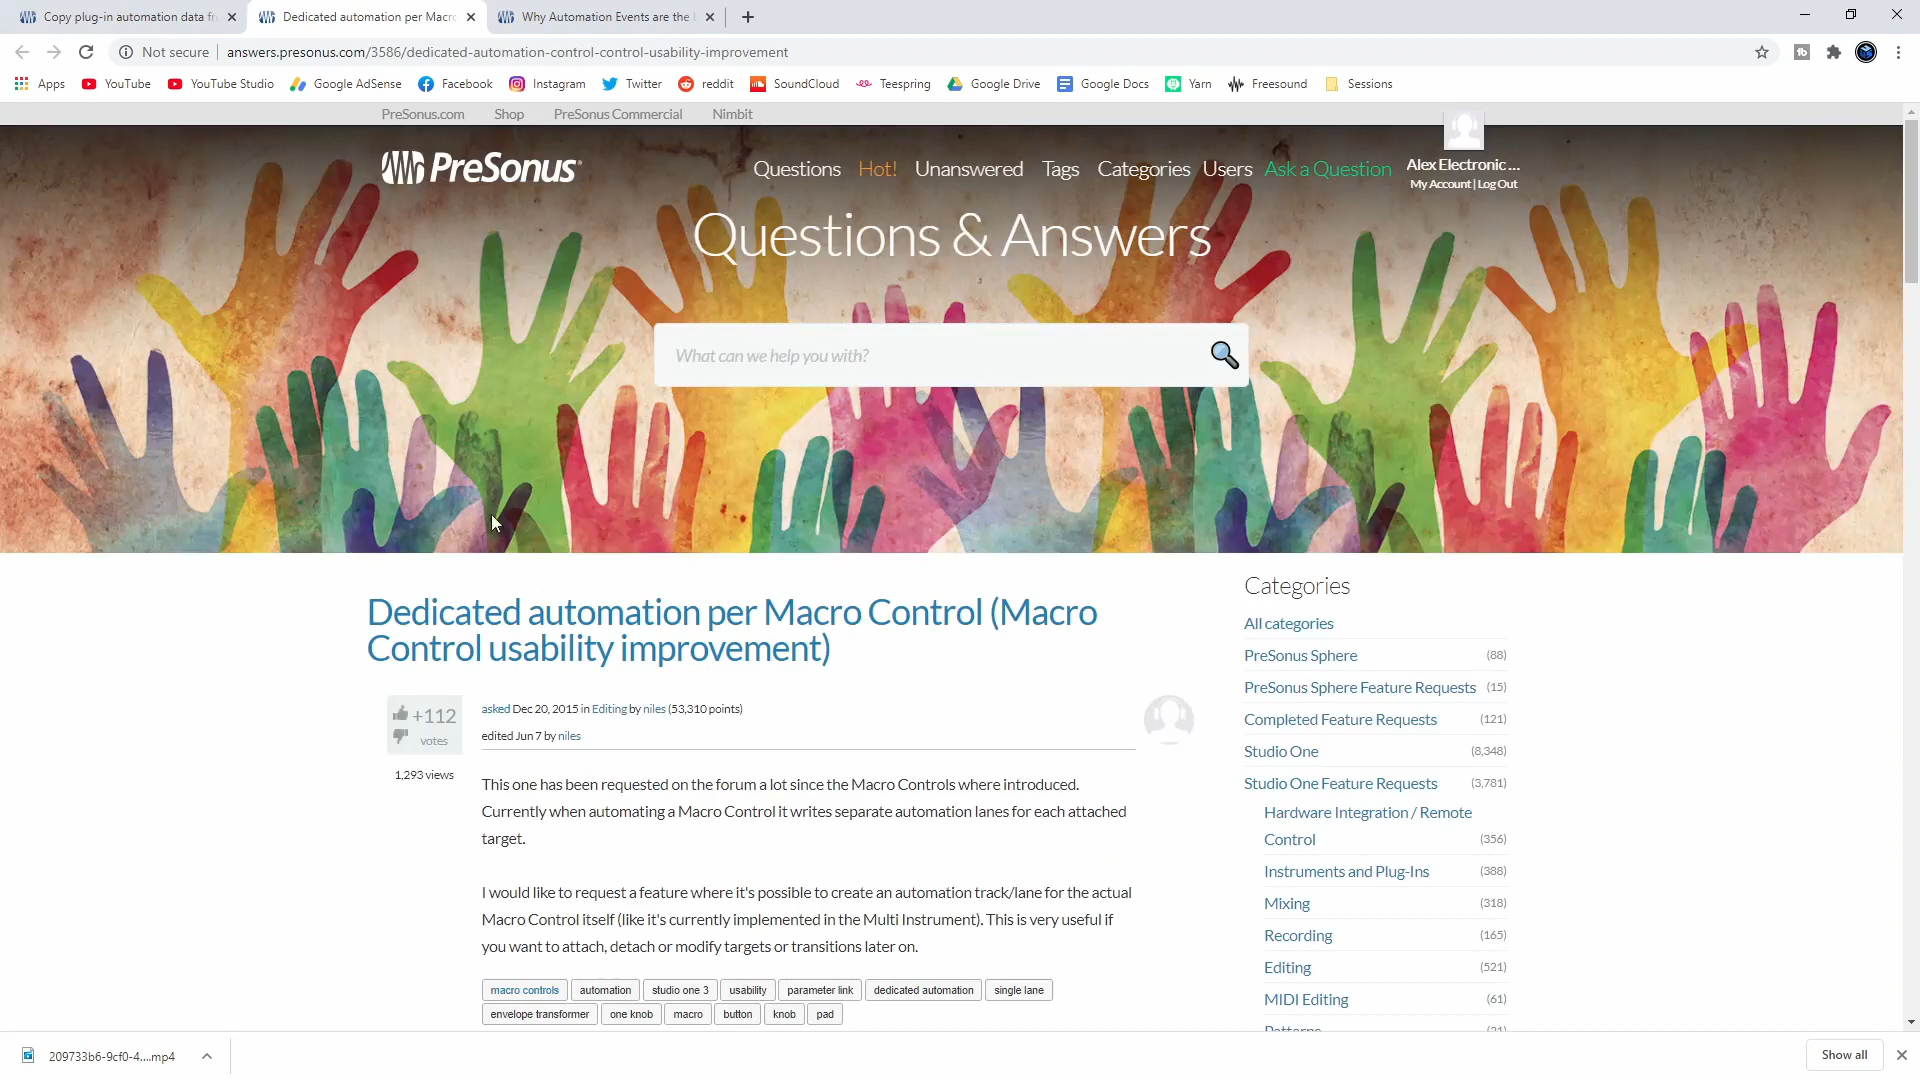 Copy plug-in automation data fr
Dedicated automation per Macro
Why Automation Events are the
Not secure
answers.presonus.com/3586/dedicated-automation-control-control-usability-improvement
Apps YouTube YouTube Studio Google AdSense Facebook Instagram Twitter reddit SoundCloud Teespring Google Drive Google Docs Yarn Freesound Sessions
PreSonus.com Shop PreSonus Commercial Nimbit
PreSonus
Questions Hot! Unanswered Tags Categories Users Ask a Question
Alex Electronic ...
My Account | Log Out
Questions & Answers
What can we help you with?
Dedicated automation per Macro Control (Macro
Control usability improvement)
+112
votes
1,293 views
asked Dec 20, 2015 in Editing by niles (53,310 points)
edited Jun 7 by niles
This one has been requested on the forum a lot since the Macro Controls where introduced.
Currently when automating a Macro Control it writes separate automation lanes for each attached
target.
I would like to request a feature where it's possible to create an automation track/lane for the actual
Macro Control itself (like it's currently implemented in the Multi Instrument). This is very useful if
you want to attach, detach or modify targets or transitions later on.
macro controls automation studio one 3 usability parameter link dedicated automation single lane
envelope transformer one knob macro button knob pad
Categories
All categories
PreSonus Sphere (88)
PreSonus Sphere Feature Requests (15)
Completed Feature Requests (121)
Studio One (8,348)
Studio One Feature Requests (3,781)
Hardware Integration / Remote
Control (356)
Instruments and Plug-Ins (388)
Mixing (318)
Recording (165)
Editing (521)
MIDI Editing (61)
209733b6-9cf0-4....mp4
Show all